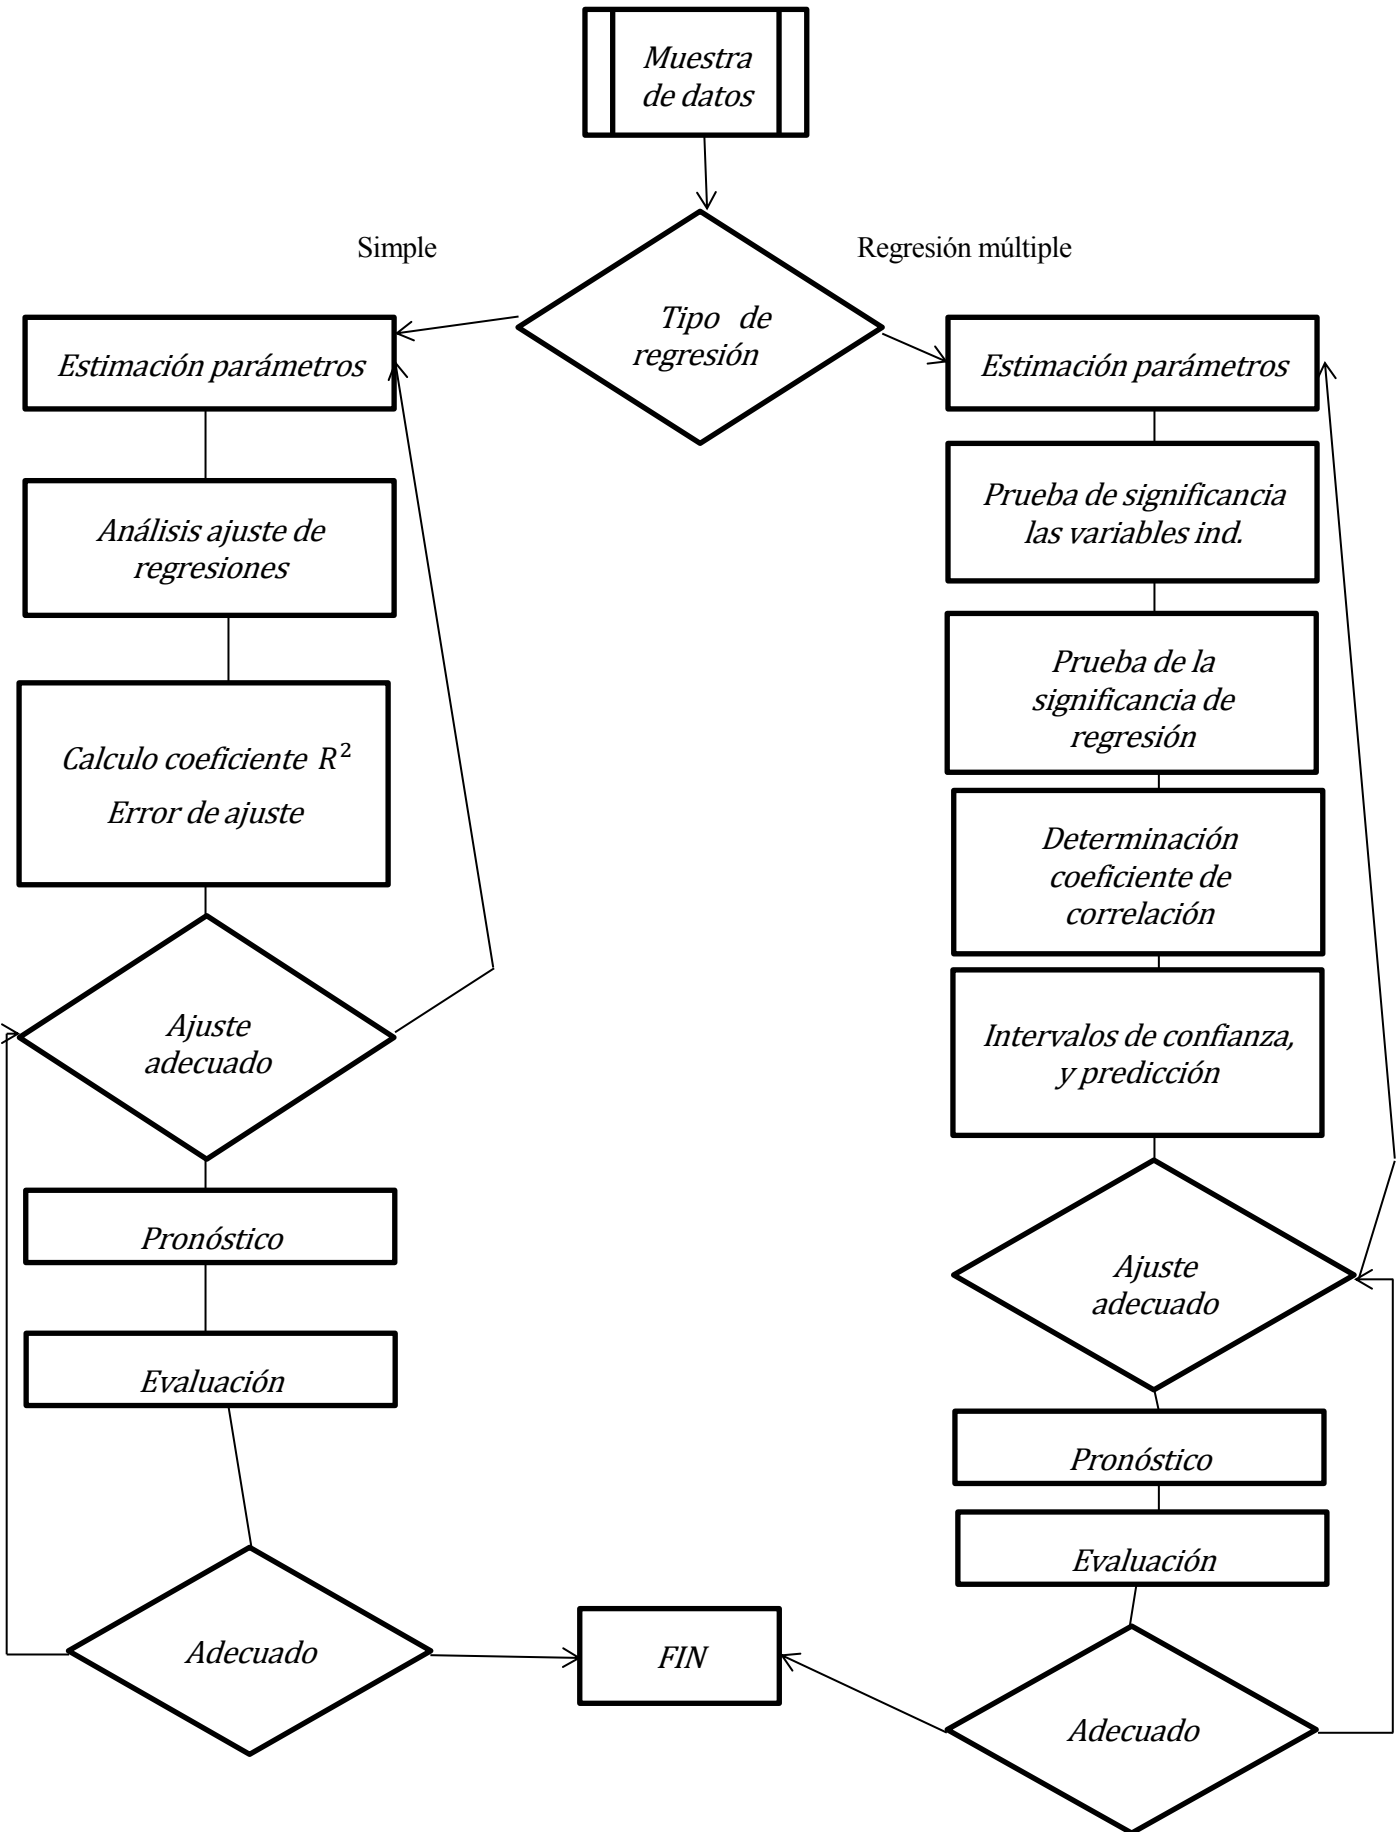 Muestra
de datos
Simple
Regresión múltiple
Tipo de
regresión
Estimación parámetros
Análisis ajuste de
regresiones
Calculo coeficiente R²
Error de ajuste
Ajuste
adecuado
Pronóstico
Evaluación
Adecuado
Estimación parámetros
Prueba de significancia
las variables ind.
Prueba de la
significancia de
regresión
Determinación
coeficiente de
correlación
Intervalos de confianza,
y predicción
Ajuste
adecuado
Pronóstico
Evaluación
Adecuado
FIN